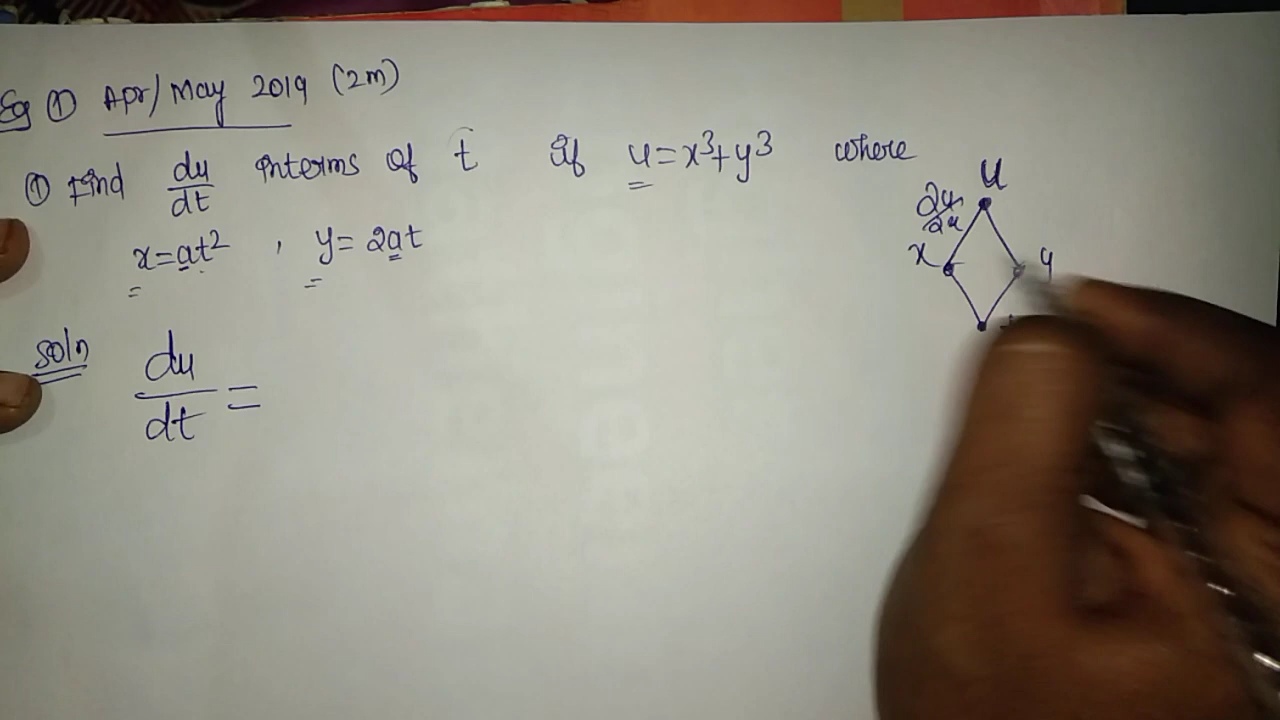 Eg ① Apr/May 2019 (2m)
① Find du/dt interms of t if u=x³+y³ where
x=at² , y=2at
Soln du/dt =
u
∂u/∂x
x y
t